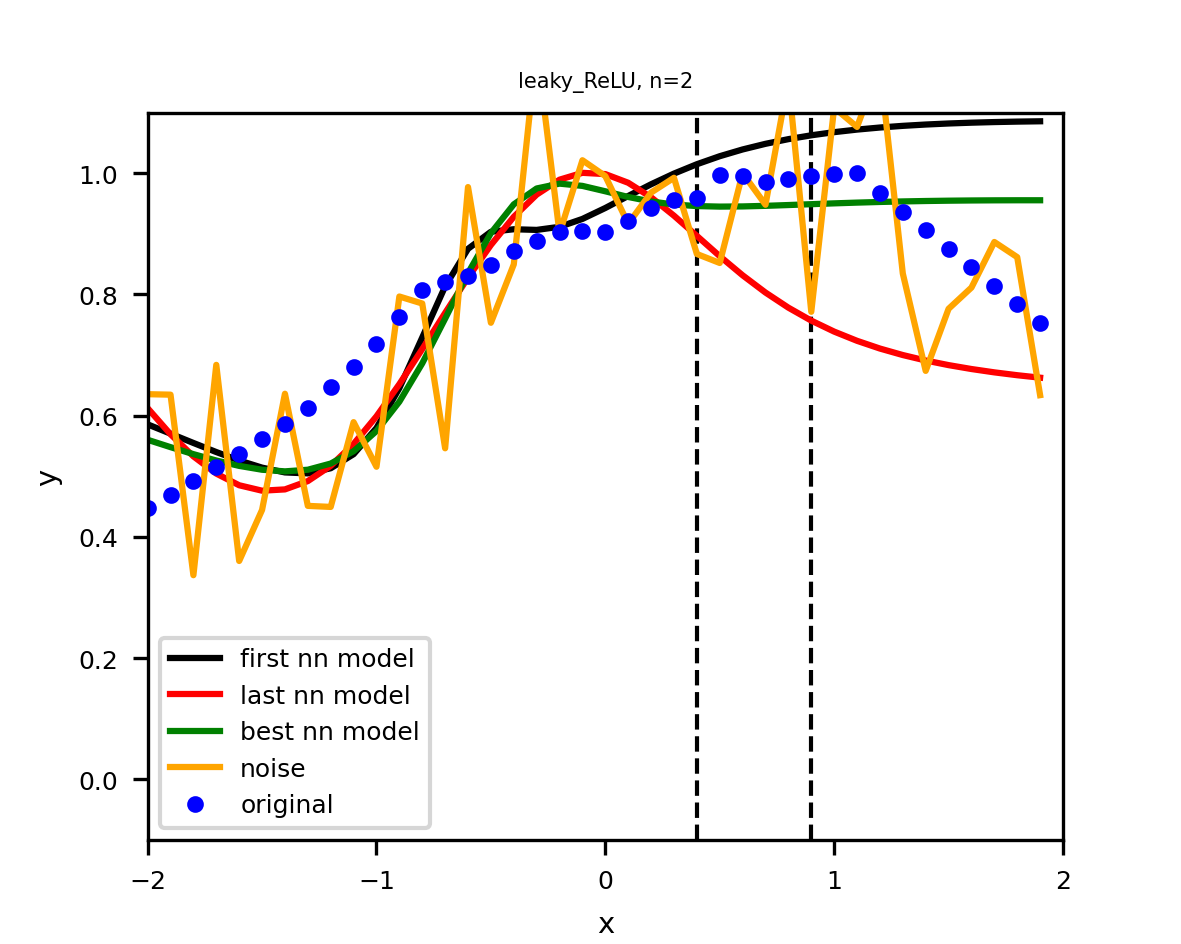 leaky_ReLU, n=2
y
1.0
0.8
0.6
0.4
0.2
0.0
first nn model
last nn model
best nn model
noise
original
−2 −1 0 1 2
x